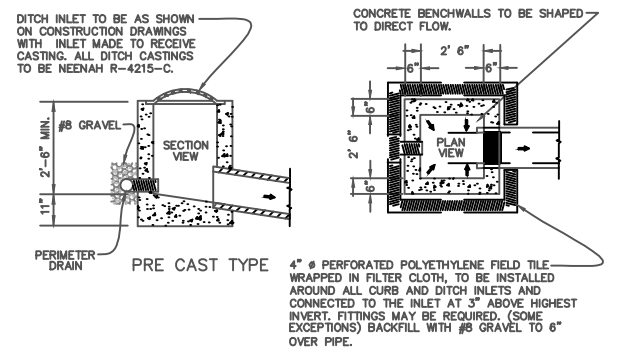 DITCH INLET TO BE AS SHOWN
ON CONSTRUCTION DRAWINGS
WITH INLET MADE TO RECEIVE
CASTING. ALL DITCH CASTINGS
TO BE NEENAH R-4215-C.
CONCRETE BENCHWALLS TO BE SHAPED
TO DIRECT FLOW.
2' 6"
6"
6"
#8 GRAVEL
SECTION
VIEW
2'-6" MIN.
11"
PERIMETER
DRAIN
PRE CAST TYPE
6"
2' 6"
6"
PLAN
VIEW
4" ø PERFORATED POLYETHYLENE FIELD TILE
WRAPPED IN FILTER CLOTH, TO BE INSTALLED
AROUND ALL CURB AND DITCH INLETS AND
CONNECTED TO THE INLET AT 3" ABOVE HIGHEST
INVERT. FITTINGS MAY BE REQUIRED. (SOME
EXCEPTIONS) BACKFILL WITH #8 GRAVEL TO 6"
OVER PIPE.